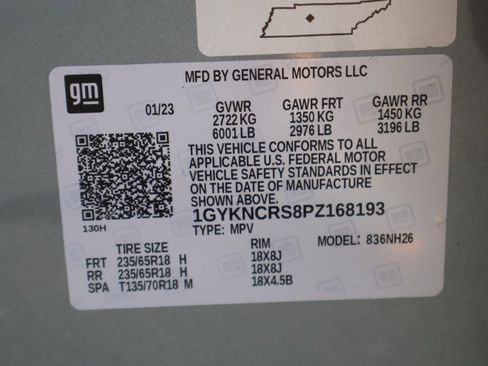 gm
MFD BY GENERAL MOTORS LLC
01/23 GVWR GAWR FRT GAWR RR
2722 KG 1350 KG 1450 KG
6001 LB 2976 LB 3196 LB
THIS VEHICLE CONFORMS TO ALL
APPLICABLE U.S. FEDERAL MOTOR
VEHICLE SAFETY STANDARDS IN EFFECT
ON THE DATE OF MANUFACTURE
SHOWN ABOVE.
1GYKNCRS8PZ168193
130H TYPE: MPV
TIRE SIZE RIM MODEL: 836NH26
FRT 235/65R18 H 18X8J
RR 235/65R18 H 18X8J
SPA T135/70R18 M 18X4.5B